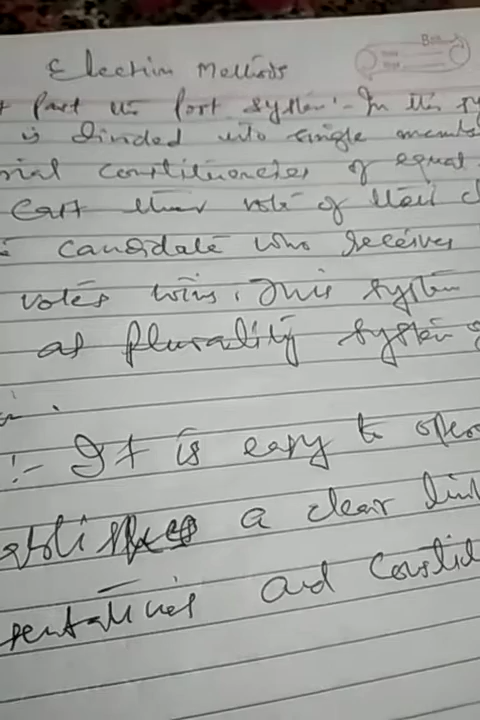 Election Methods
t Past the Post System:- In this sy
is divided into single memb
rial constituencies of equal
Cast their vote of their c
candidate who receives
votes wins. This system
as plurality system
:- It is easy to oper
a clear link
sentatives and Constit